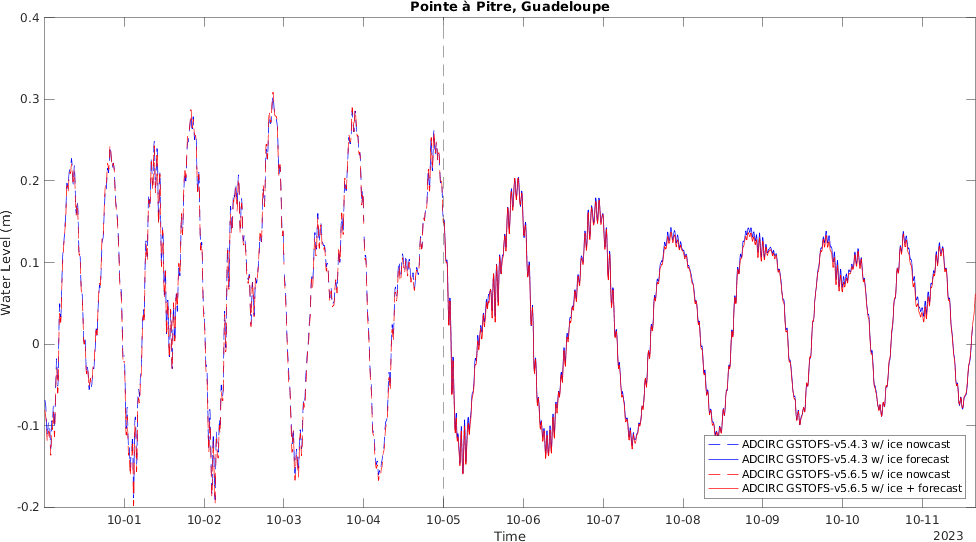 Pointe à Pitre, Guadeloupe
0.4
0.3
0.2
0.1
0
-0.1
-0.2
Water Level (m)
ADCIRC GSTOFS-v5.4.3 w/ ice nowcast
ADCIRC GSTOFS-v5.4.3 w/ ice forecast
ADCIRC GSTOFS-v5.6.5 w/ ice nowcast
ADCIRC GSTOFS-v5.6.5 w/ ice + forecast
10-01 10-02 10-03 10-04 10-05 10-06 10-07 10-08 10-09 10-10 10-11
Time
2023